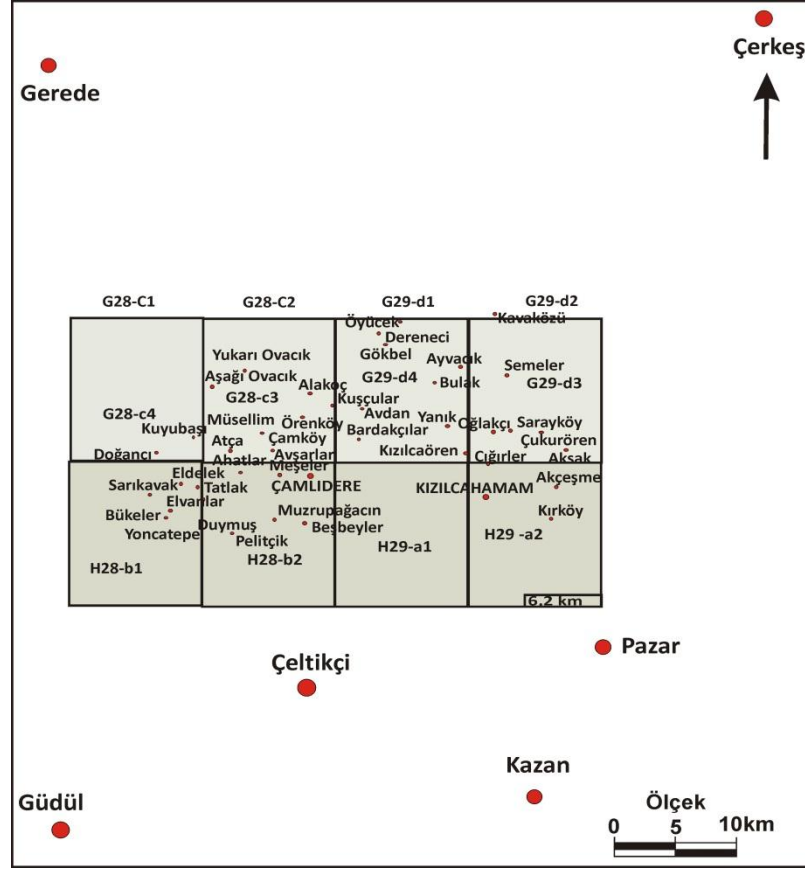 Çerkeş
Gerede
G28-C1 G28-C2 G29-d1 G29-d2
Kavaközü
Öyücek
Dereneci
Yukarı Ovacık
Gökbel
Ayvacık
Semeler
Aşağı Ovacık
G29-d4
Bulak
G29-d3
Alakoç
G28-c3
Kuşçular
G28-c4
Müsellim
Örenköy
Avdan
Yanık
Oğlakçı
Sarayköy
Kuyubaşı
Bardakçılar
Atça
Çamköy
Çukurören
Doğancı
Ahatlar
Avşarlar
Kızılcaören
Cığırler
Aksak
Eldelek
Meşeler
Sarıkavak
Tatlak
ÇAMLIDERE
KIZILCAHAMAM
Akçeşme
Elvanlar
Bükeler
Duymuş
Muzrupağacın
Kırköy
Yoncatepe
Pelitçik
Beşbeyler
H28-b1
H28-b2
H29-a1
H29 -a2
6.2 km
Pazar
Çeltikçi
Kazan
Güdül
Ölçek
0 5 10km